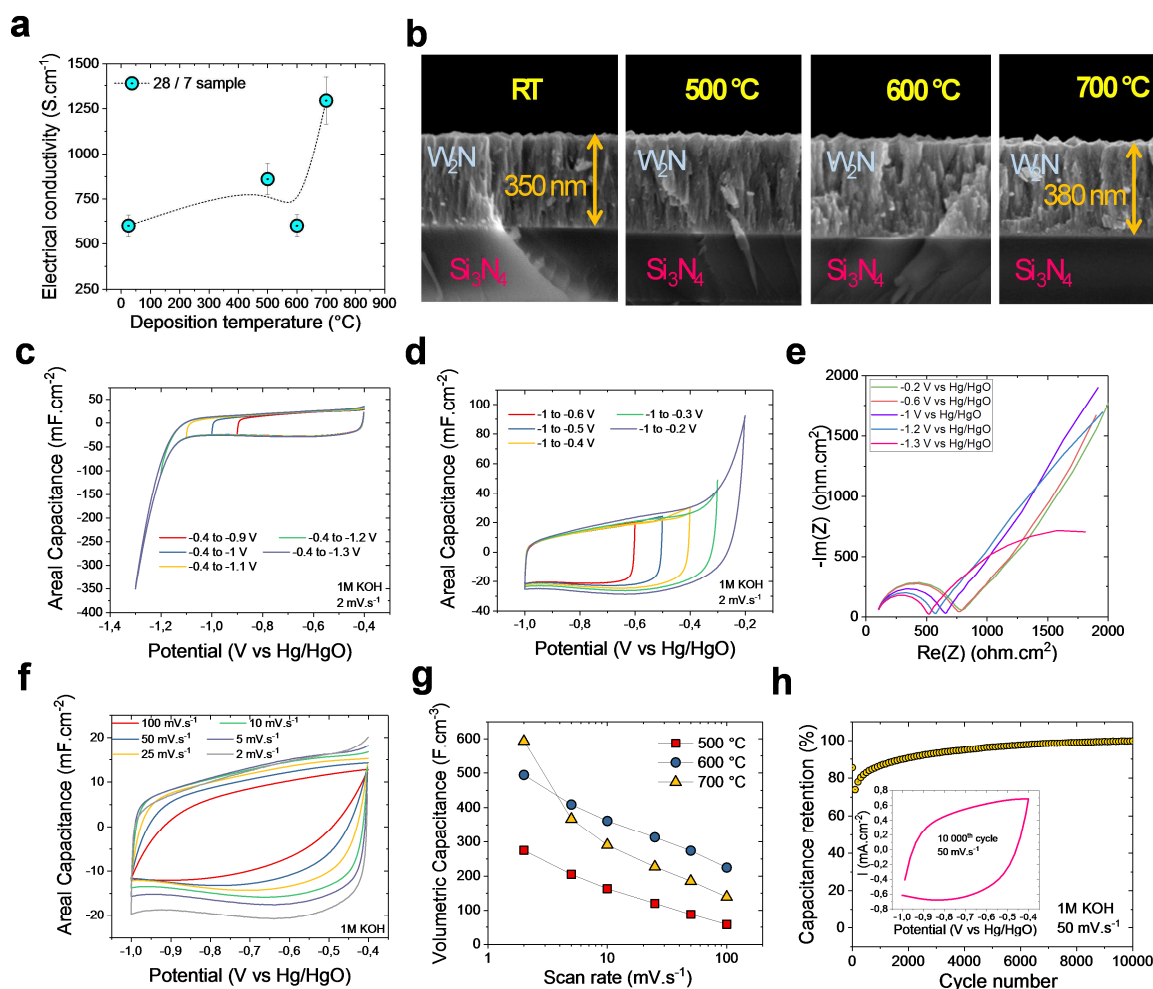 a
Electrical conductivity (S.cm⁻¹)
1500
1250
1000
750
500
250
28 / 7 sample
0 100 200 300 400 500 600 700 800 900
Deposition temperature (°C)
b
RT
500 °C
600 °C
700 °C
W₂N
W₂N
W₂N
W₂N
350 nm
380 nm
Si₃N₄
Si₃N₄
Si₃N₄
Si₃N₄
c
Areal Capacitance (mF.cm⁻²)
50
0
-50
-100
-150
-200
-250
-300
-350
-400
-0.4 to -0.9 V
-0.4 to -1.2 V
-0.4 to -1 V
-0.4 to -1.3 V
-0.4 to -1.1 V
1M KOH
2 mV.s⁻¹
-1,4 -1,2 -1,0 -0,8 -0,6 -0,4
Potential (V vs Hg/HgO)
d
Areal Capacitance (mF.cm⁻²)
100
80
60
40
20
0
-20
-40
-1 to -0.6 V
-1 to -0.3 V
-1 to -0.5 V
-1 to -0.2 V
-1 to -0.4 V
1M KOH
2 mV.s⁻¹
-1,0 -0,8 -0,6 -0,4 -0,2
Potential (V vs Hg/HgO)
e
-Im(Z) (ohm.cm²)
2000
1500
1000
500
0
-0.2 V vs Hg/HgO
-0.6 V vs Hg/HgO
-1 V vs Hg/HgO
-1.2 V vs Hg/HgO
-1.3 V vs Hg/HgO
0 500 1000 1500 2000
Re(Z) (ohm.cm²)
f
Areal Capacitance (mF.cm⁻²)
20
10
0
-10
-20
100 mV.s⁻¹
10 mV.s⁻¹
50 mV.s⁻¹
5 mV.s⁻¹
25 mV.s⁻¹
2 mV.s⁻¹
1M KOH
-1,0 -0,9 -0,8 -0,7 -0,6 -0,5 -0,4
Potential (V vs Hg/HgO)
g
Volumetric Capacitance (F.cm⁻³)
600
500
400
300
200
100
0
500 °C
600 °C
700 °C
1 10 100
Scan rate (mV.s⁻¹)
h
Capacitance retention (%)
100
80
60
40
20
0
I (mA.cm⁻²)
0,8
0,6
0,4
0,2
0,0
-0,2
-0,4
-0,6
-0,8
10 000ᵗʰ cycle
50 mV.s⁻¹
-1,0 -0,9 -0,8 -0,7 -0,6 -0,5 -0,4
Potential (V vs Hg/HgO)
1M KOH
50 mV.s⁻¹
0 2000 4000 6000 8000 10000
Cycle number